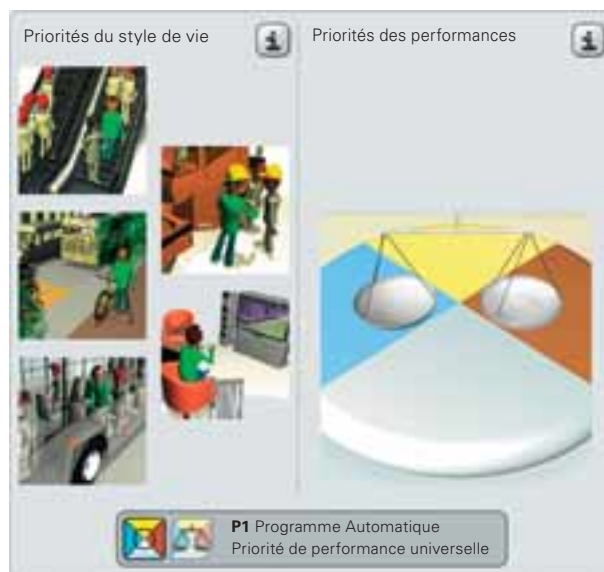 Priorités du style de vie
Priorités des performances
P1 Programme Automatique
Priorité de performance universelle